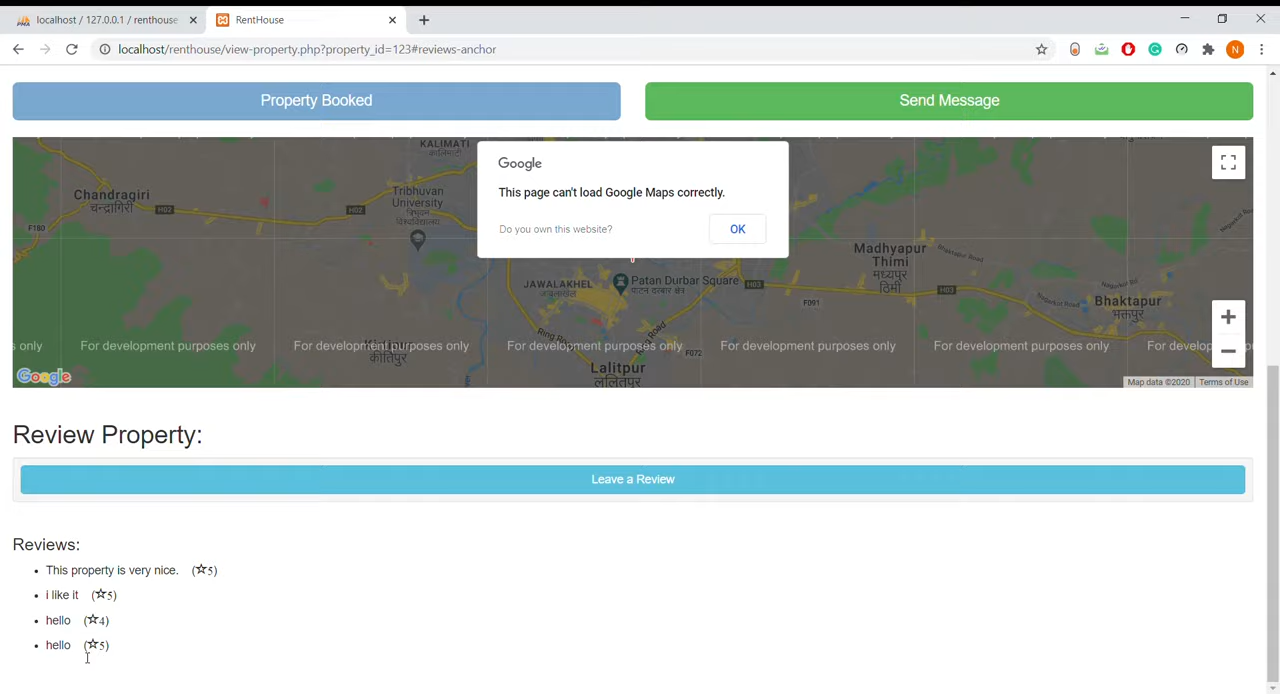 localhost / 127.0.0.1 / renthouse
RentHouse
localhost/renthouse/view-property.php?property_id=123#reviews-anchor
N
Property Booked
Send Message
KALIMATI
कालिमाटी
Chandragiri
चन्द्रागिरी
H02
H02
F180
Tribhuvan
University
Google
This page can't load Google Maps correctly.
Do you own this website?
OK
JAWALAKHEL
Patan Durbar Square
H03
F091
Madhyapur
Thimi
मध्यपुर
ठिमी
H03
Bhaktapur
भक्तपुर
Ring Road
F072
कीर्तिपुर
Lalitpur
ललितपुर
s only
For development purposes only
For development purposes only
For development purposes only
For development purposes only
For development purposes only
For develop
Google
Map data ©2020
Terms of Use
Review Property:
Leave a Review
Reviews:
This property is very nice. (☆5)
i like it (☆5)
hello (☆4)
hello (☆5)